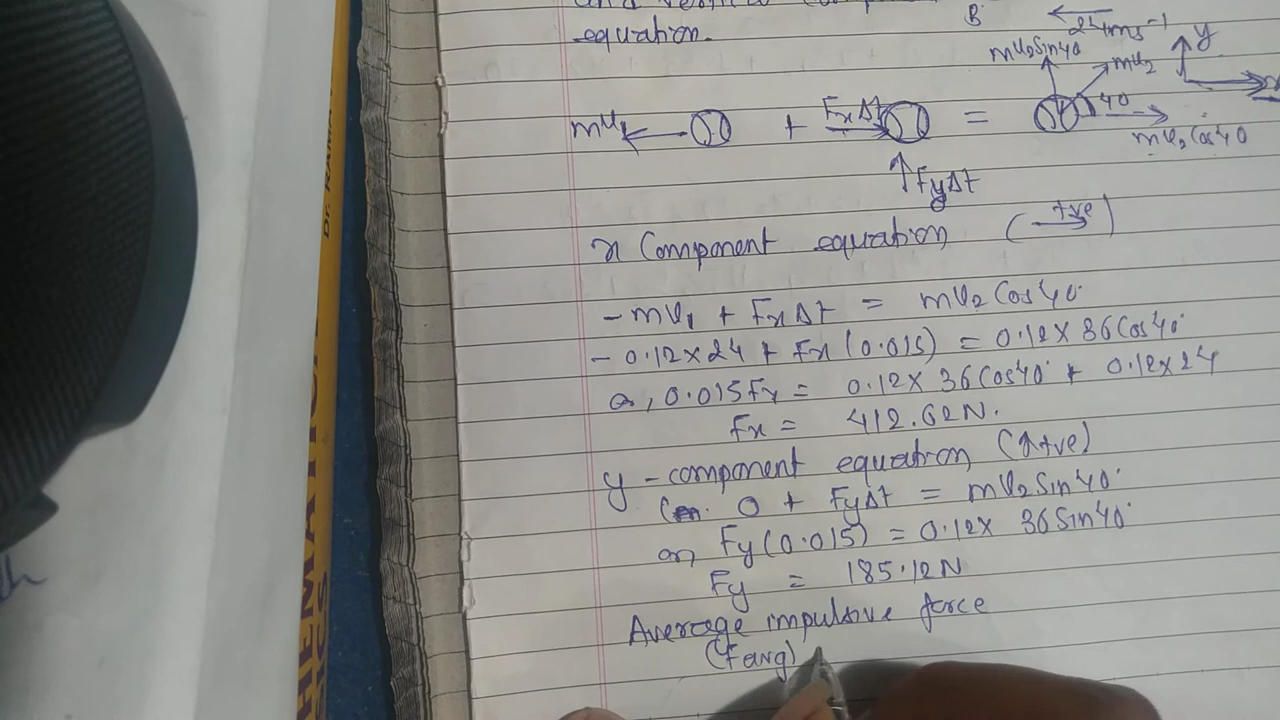 equation.
B
24ms⁻¹
mv₂Sin40
mv₂
y
mv₁ + FxΔt = 40
mv₂Cos40
FyΔt
x Component equation (+ve)
-mv₁ + FxΔt = mv₂Cos40°
- 0.12×24 + Fx(0.015) = 0.12×36Cos40°
or, 0.015Fx = 0.12×36Cos40° + 0.12×24
Fx = 412.62N.
y-component equation (↑+ve)
0 + FyΔt = mv₂Sin40°
or, Fy(0.015) = 0.12× 36Sin40°
Fy = 185.12N
Average impulsive force
(Favg)